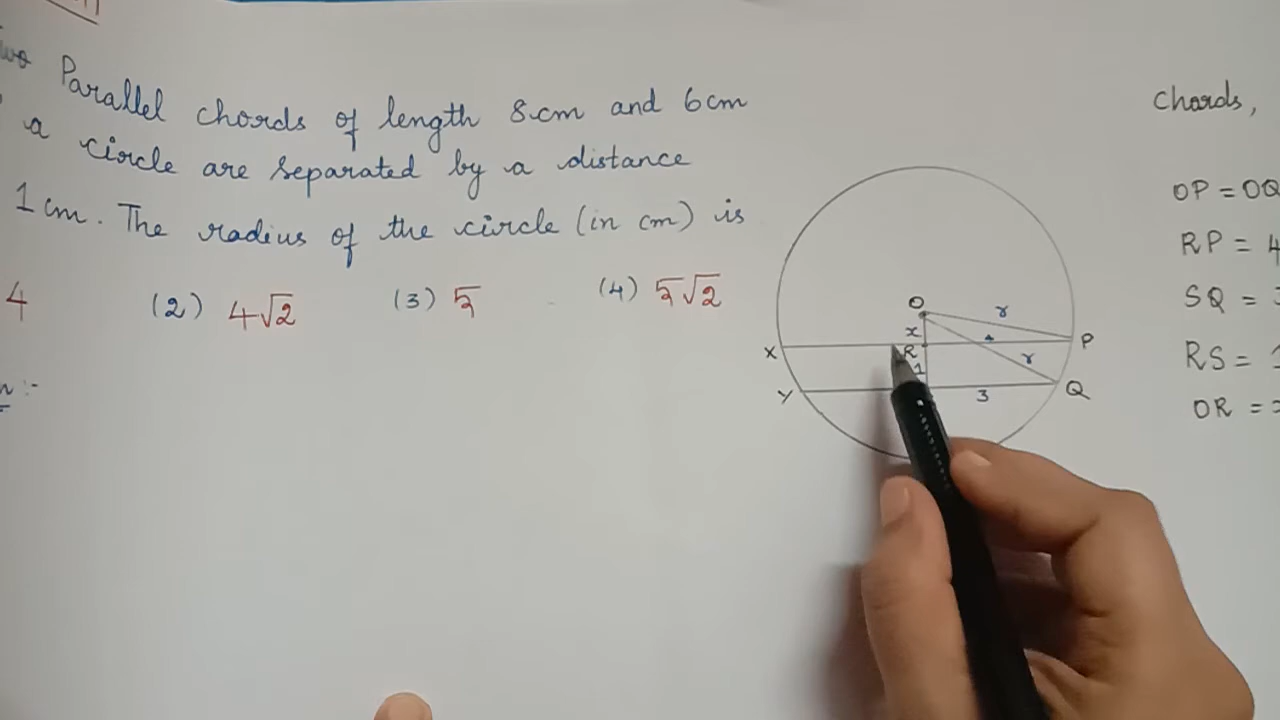 Two Parallel chords of length 8cm and 6cm
a circle are separated by a distance
1cm. The radius of the circle (in cm) is
4 (2) 4√2 (3) 5 (4) 5√2
n :-
O
x r
X R P
1 r
Y 3 Q
Chords,
OP = OQ
RP = 4
SQ =
RS = 1
OR =